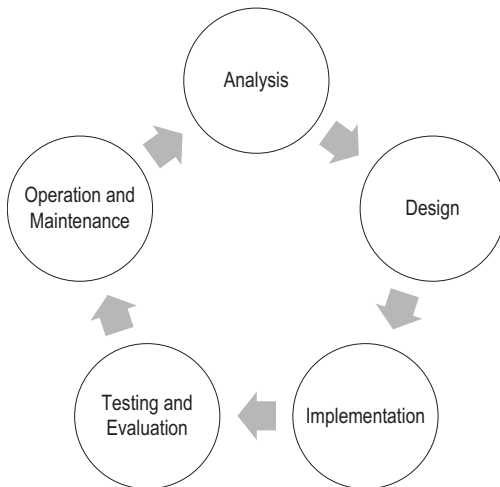 Analysis
Design
Implementation
Testing and
Evaluation
Operation and
Maintenance